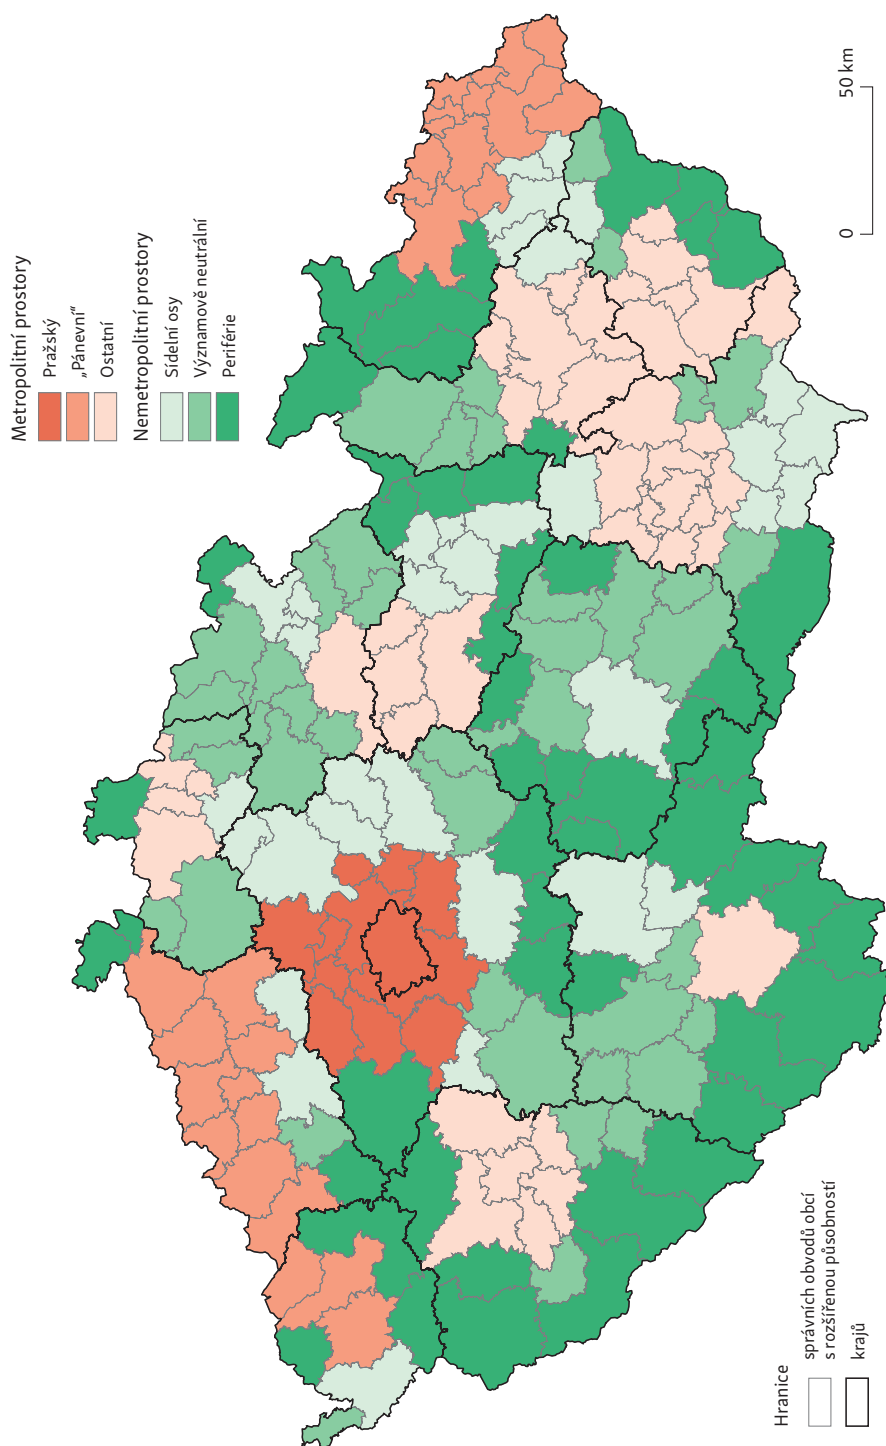 Metropolitní prostory
Pražský
„Pánevní“
Ostatní
Nemetropolitní prostory
Sídelní osy
Významově neutrální
Periférie
0 50 km
Hranice
správních obvodů obcí
s rozšířenou působností
krajů